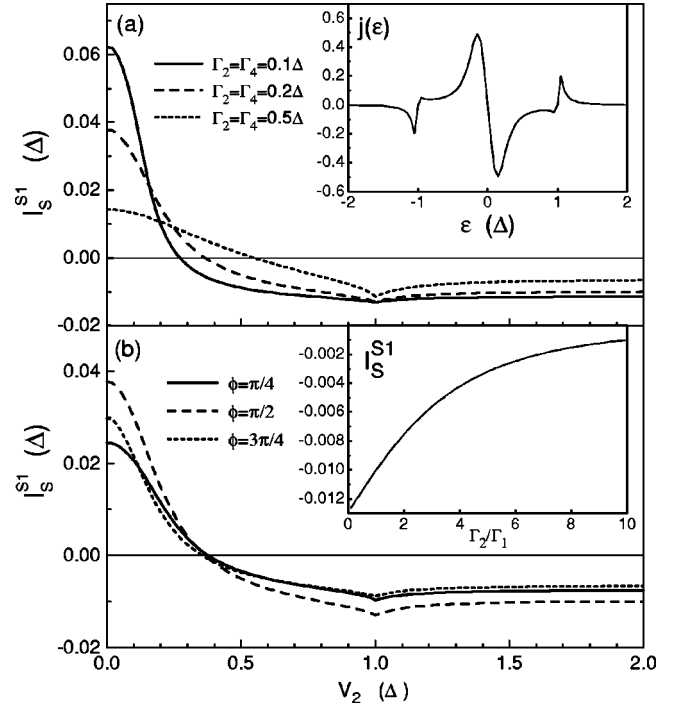 (a)
j(ε)
Γ₂=Γ₄=0.1Δ
Γ₂=Γ₄=0.2Δ
Γ₂=Γ₄=0.5Δ
0.06
0.04
0.02
0.00
-0.02
I_S^{S1} (Δ)
0.4
0.2
0.0
-0.2
-0.4
-0.6
-2 -1 0 1 2
ε (Δ)
(b)
ϕ=π/4
ϕ=π/2
ϕ=3π/4
0.04
0.02
0.00
-0.02
I_S^{S1} (Δ)
I_S^{S1}
-0.002
-0.004
-0.006
-0.008
-0.010
-0.012
0 2 4 6 8 10
Γ₂/Γ₁
0.0 0.5 1.0 1.5 2.0
V₂ (Δ)